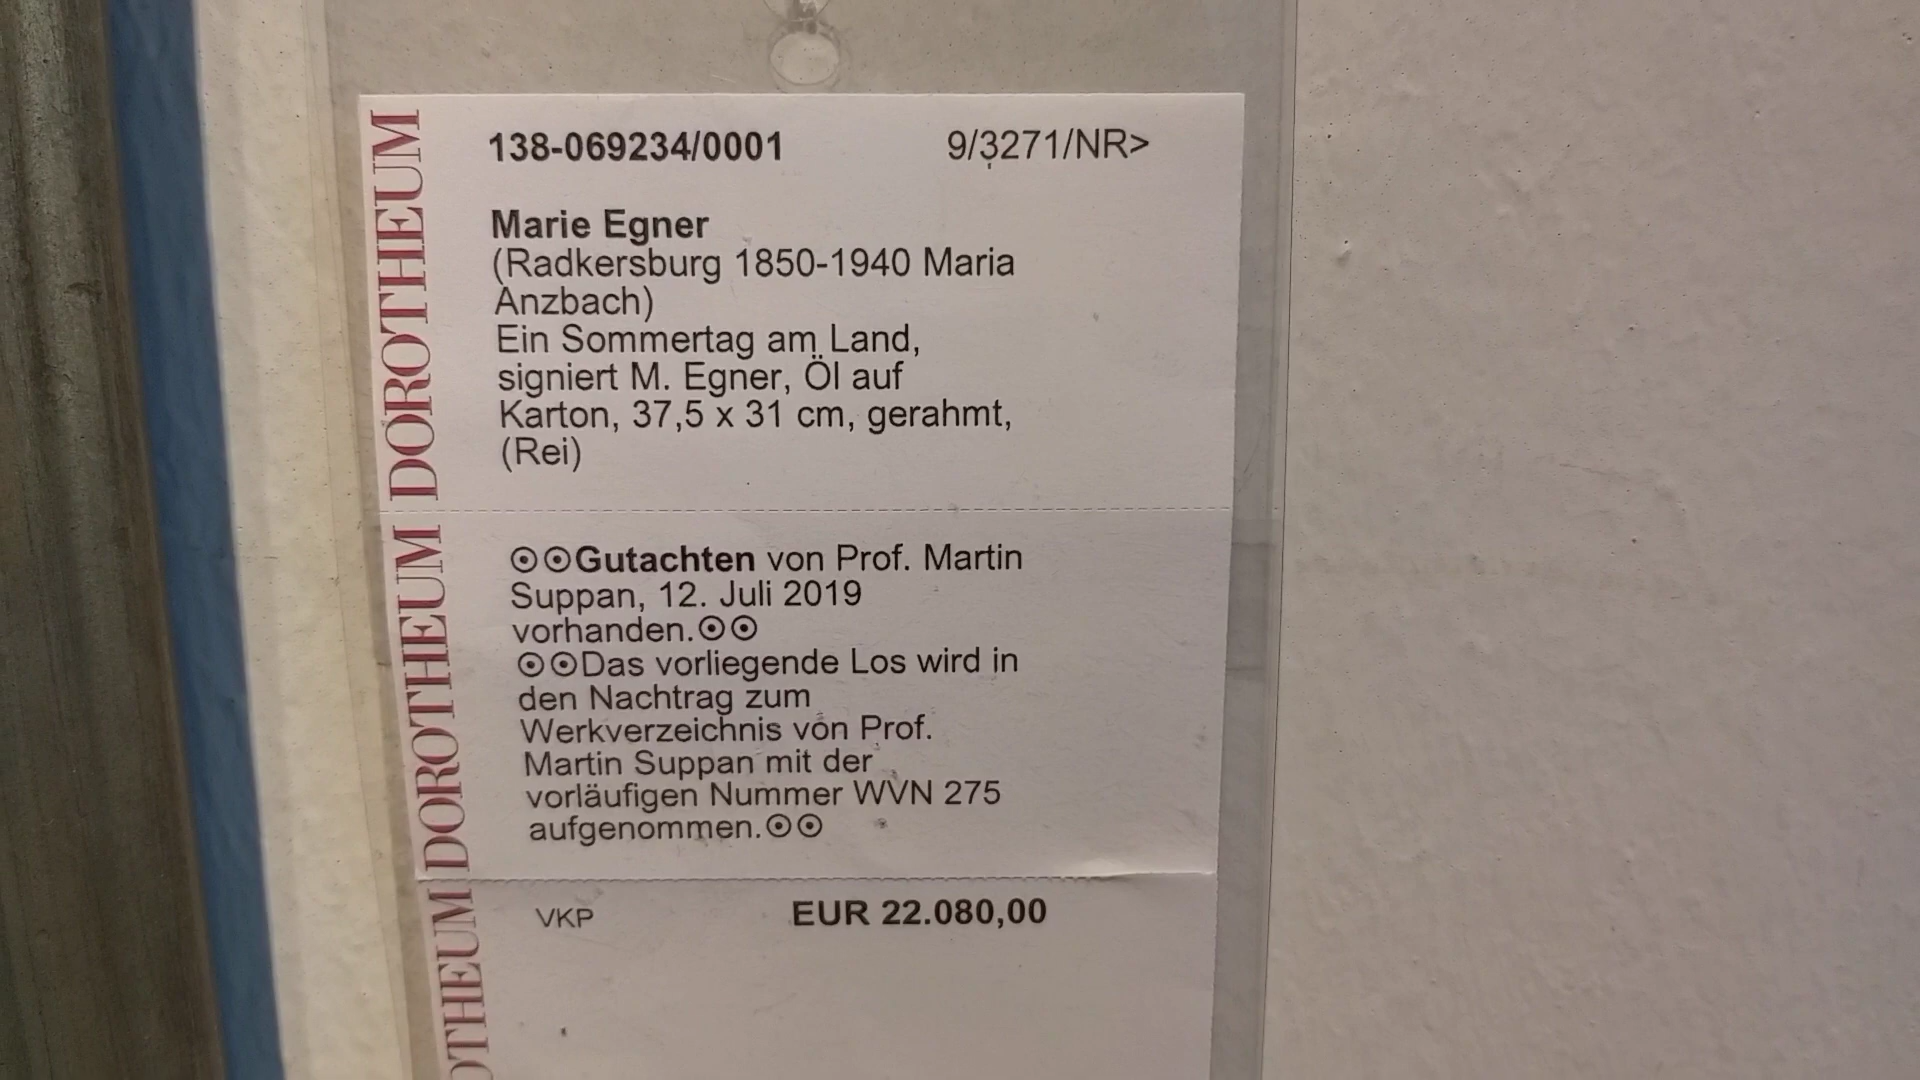 138-069234/0001 9/3271/NR>
Marie Egner
(Radkersburg 1850-1940 Maria
Anzbach)
Ein Sommertag am Land,
signiert M. Egner, Öl auf
Karton, 37,5 x 31 cm, gerahmt,
(Rei)
⊙⊙Gutachten von Prof. Martin
Suppan, 12. Juli 2019
vorhanden.⊙⊙
⊙⊙Das vorliegende Los wird in
den Nachtrag zum
Werkverzeichnis von Prof.
Martin Suppan mit der
vorläufigen Nummer WVN 275
aufgenommen.⊙⊙
VKP EUR 22.080,00
DOROTHEUM
DOROTHEUM
DOROTHEUM
OTHEUM